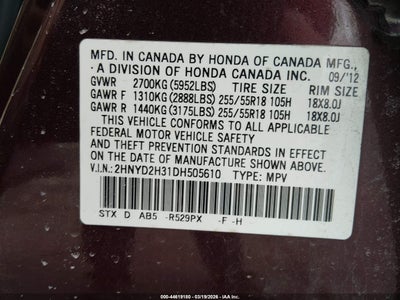 MFD. IN CANADA BY HONDA OF CANADA MFG.,
A DIVISION OF HONDA CANADA INC. 09/'12
GVWR 2700KG (5952LBS) TIRE SIZE RIM SIZE
GAWR F 1310KG (2888LBS) 255/55R18 105H 18X8.0J
GAWR R 1440KG (3175LBS) 255/55R18 105H 18X8.0J
THIS VEHICLE CONFORMS TO ALL APPLICABLE
FEDERAL MOTOR VEHICLE SAFETY
AND THEFT PREVENTION STANDARDS IN EFFECT ON
THE DATE OF MANUFACTURE SHOWN ABOVE.
V.I.N.: 2HNYD2H31DH505610 TYPE: MPV
STX D AB5 -R529PX -F -H
000-44619180 - 03/19/2026 - IAA, Inc.